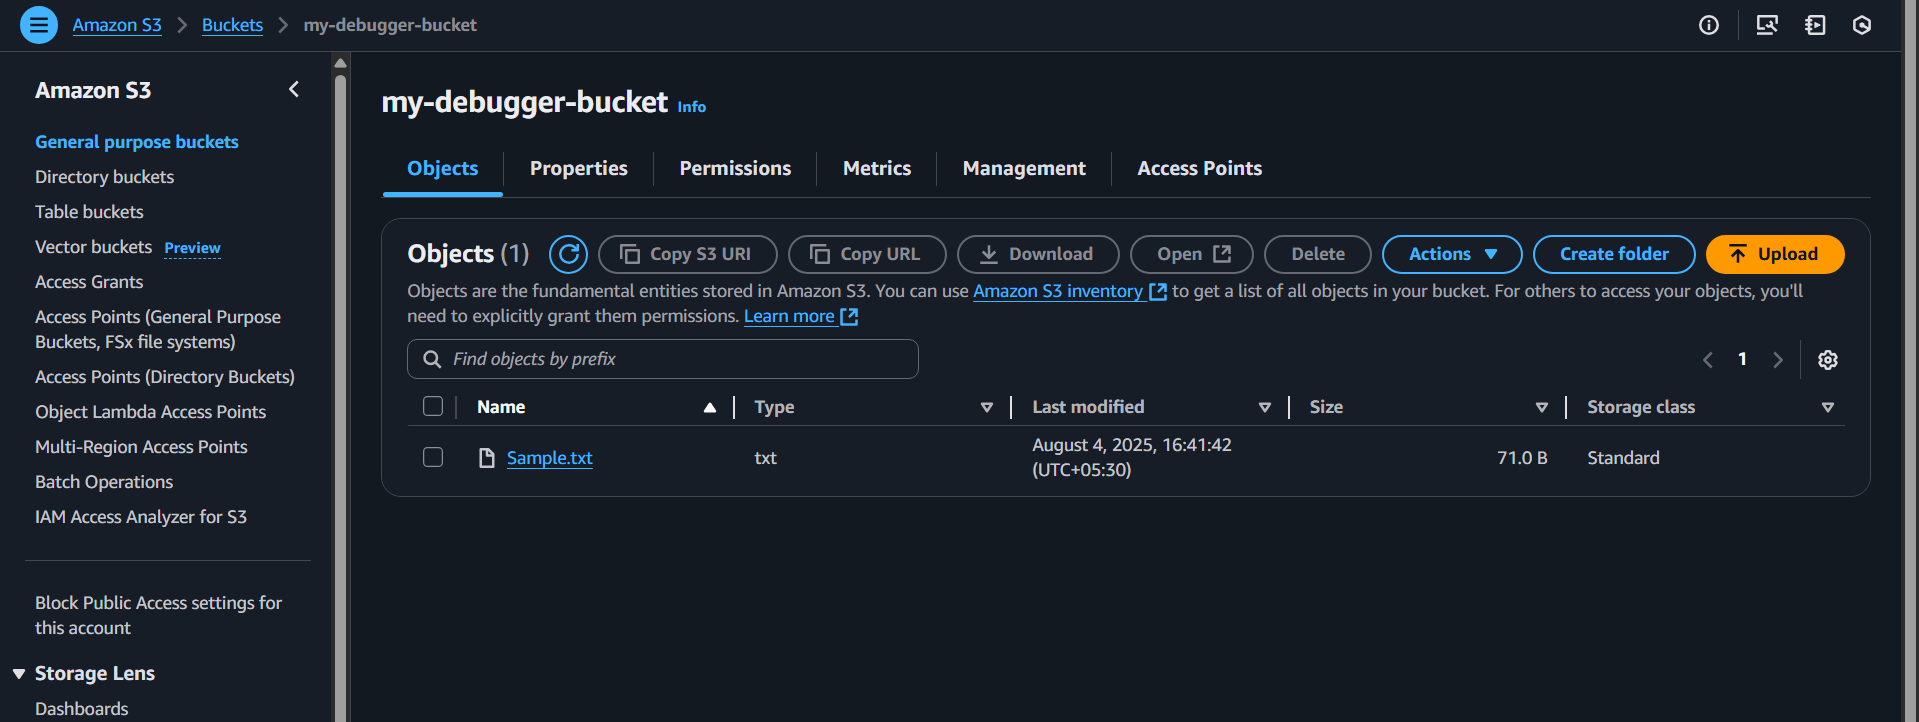 Amazon S3 > Buckets > my-debugger-bucket
Amazon S3
General purpose buckets
Directory buckets
Table buckets
Vector buckets Preview
Access Grants
Access Points (General Purpose
Buckets, FSx file systems)
Access Points (Directory Buckets)
Object Lambda Access Points
Multi-Region Access Points
Batch Operations
IAM Access Analyzer for S3
Block Public Access settings for
this account
Storage Lens
Dashboards
my-debugger-bucket Info
Objects Properties Permissions Metrics Management Access Points
Objects (1) Copy S3 URI Copy URL Download Open Delete Actions Create folder Upload
Objects are the fundamental entities stored in Amazon S3. You can use Amazon S3 inventory to get a list of all objects in your bucket. For others to access your objects, you'll
need to explicitly grant them permissions. Learn more
Find objects by prefix 1
Name Type Last modified Size Storage class
Sample.txt txt August 4, 2025, 16:41:42 71.0 B Standard
(UTC+05:30)